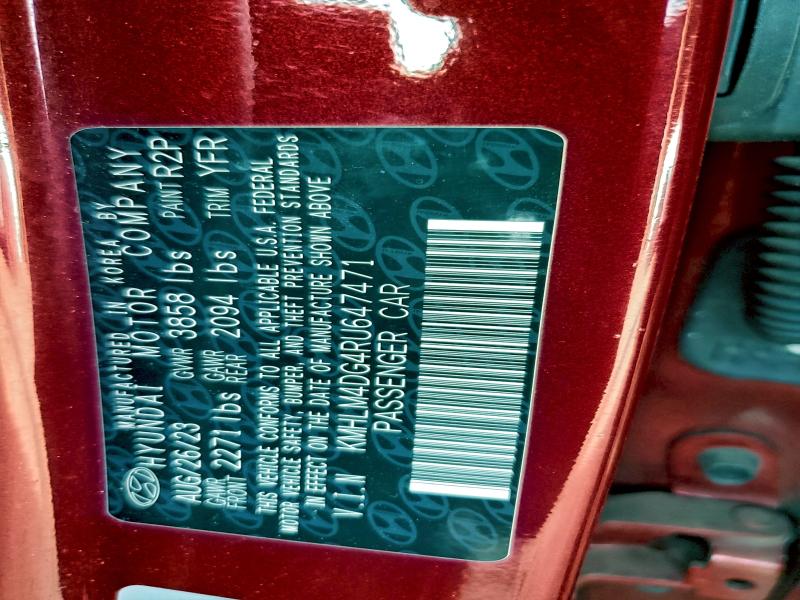 MANUFACTURED IN KOREA BY
HYUNDAI MOTOR COMPANY
AUG/26/23 GVWR 3858 lbs PAINT R2P
GAWR FRONT 2271 lbs GAWR REAR 2094 lbs TRIM YFR
THIS VEHICLE CONFORMS TO ALL APPLICABLE U.S.A. FEDERAL
MOTOR VEHICLE SAFETY, BUMPER, AND THEFT PREVENTION STANDARDS
IN EFFECT ON THE DATE OF MANUFACTURE SHOWN ABOVE
V.I.N KMHLM4DG4RU647471
PASSENGER CAR